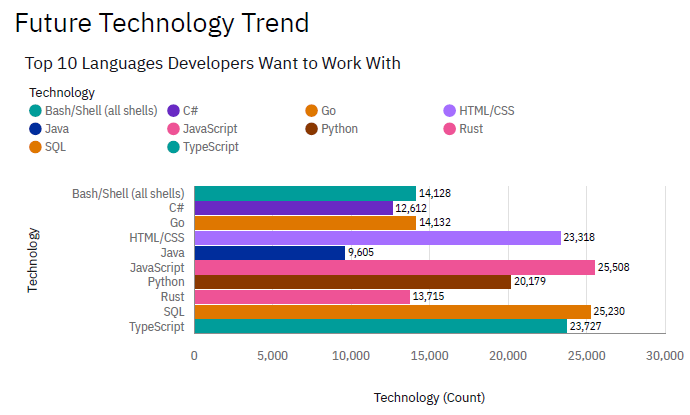 Future Technology Trend
Top 10 Languages Developers Want to Work With
Technology
Bash/Shell (all shells) C# Go HTML/CSS
Java JavaScript Python Rust
SQL TypeScript
Technology
Bash/Shell (all shells) 14,128
C# 12,612
Go 14,132
HTML/CSS 23,318
Java 9,605
JavaScript 25,508
Python 20,179
Rust 13,715
SQL 25,230
TypeScript 23,727
0 5,000 10,000 15,000 20,000 25,000 30,000
Technology (Count)